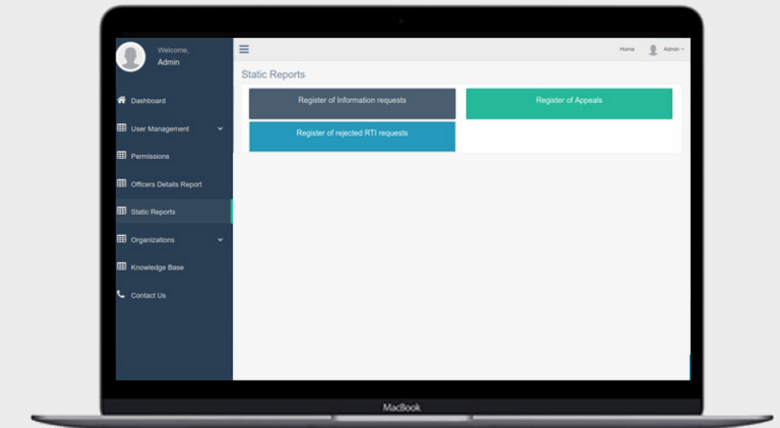 Welcome,
Admin
Home
Admin
Static Reports
Dashboard
Register of Information requests
Register of Appeals
User Management
Register of rejected RTI requests
Permissions
Officers Details Report
Static Reports
Organizations
Knowledge Base
Contact Us
MacBook